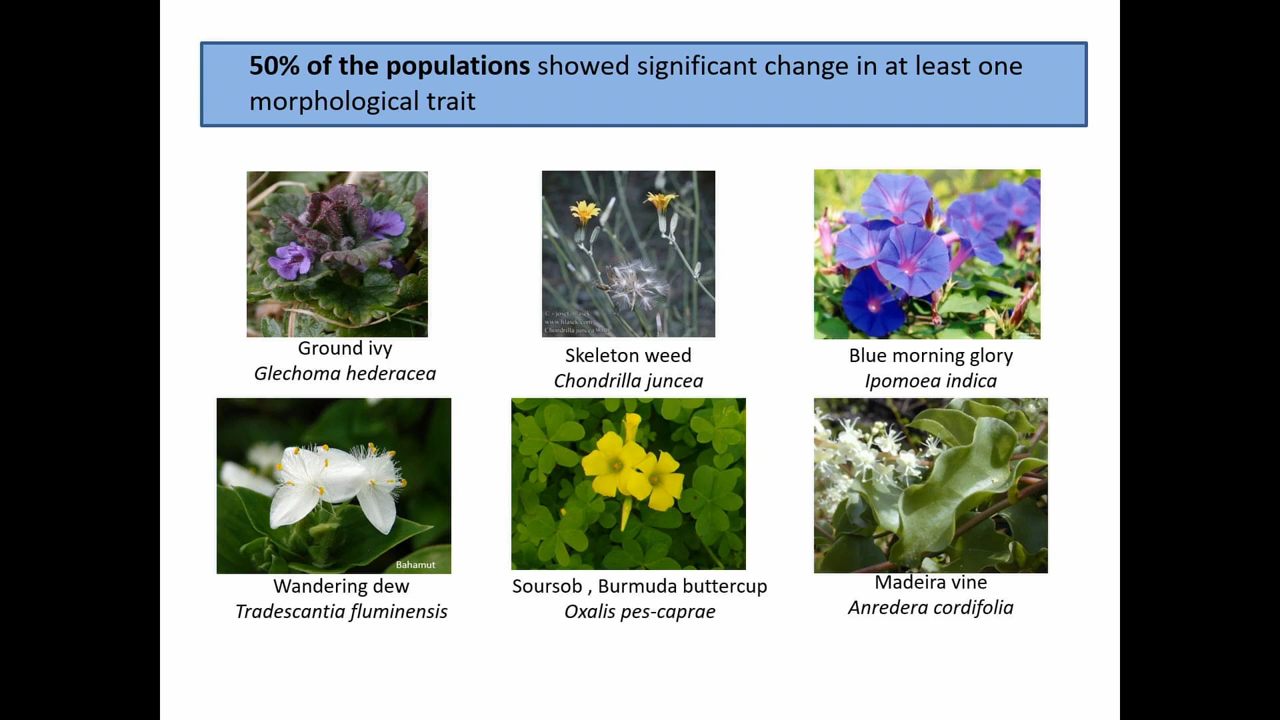 50% of the populations showed significant change in at least one
morphological trait
Ground ivy
Glechoma hederacea
Skeleton weed
Chondrilla juncea
Blue morning glory
Ipomoea indica
Bahamut
Wandering dew
Tradescantia fluminensis
Soursob , Burmuda buttercup
Oxalis pes-caprae
Madeira vine
Anredera cordifolia